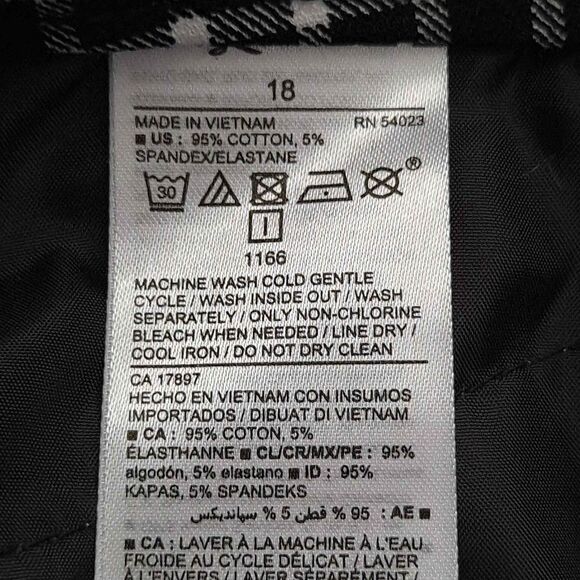 18
MADE IN VIETNAM RN 54023
■ US : 95% COTTON, 5%
SPANDEX/ELASTANE
30 ®
1166
MACHINE WASH COLD GENTLE
CYCLE / WASH INSIDE OUT / WASH
SEPARATELY / ONLY NON-CHLORINE
BLEACH WHEN NEEDED / LINE DRY /
COOL IRON / DO NOT DRY CLEAN
CA 17897
HECHO EN VIETNAM CON INSUMOS
IMPORTADOS / DIBUAT DI VIETNAM
■ CA : 95% COTON, 5%
ÉLASTHANNE ■ CL/CR/MX/PE : 95%
algodón, 5% elastano ■ ID : 95%
KAPAS, 5% SPANDEKS
■ AE : 95 % قطن 5 % سبانديكس
■ CA : LAVER À LA MACHINE À L'EAU
FROIDE AU CYCLE DÉLICAT / LAVER
À L'ENVERS / LAVER SÉPARÉMENT /